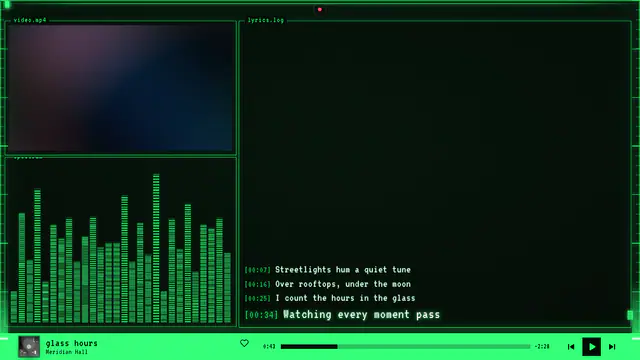 video.mp4
lyrics.log
[00:07] Streetlights hum a quiet tune
[00:16] Over rooftops, under the moon
[00:25] I count the hours in the glass
[00:34] Watching every moment pass
glass hours
Meridian Hall
0:43
-2:28